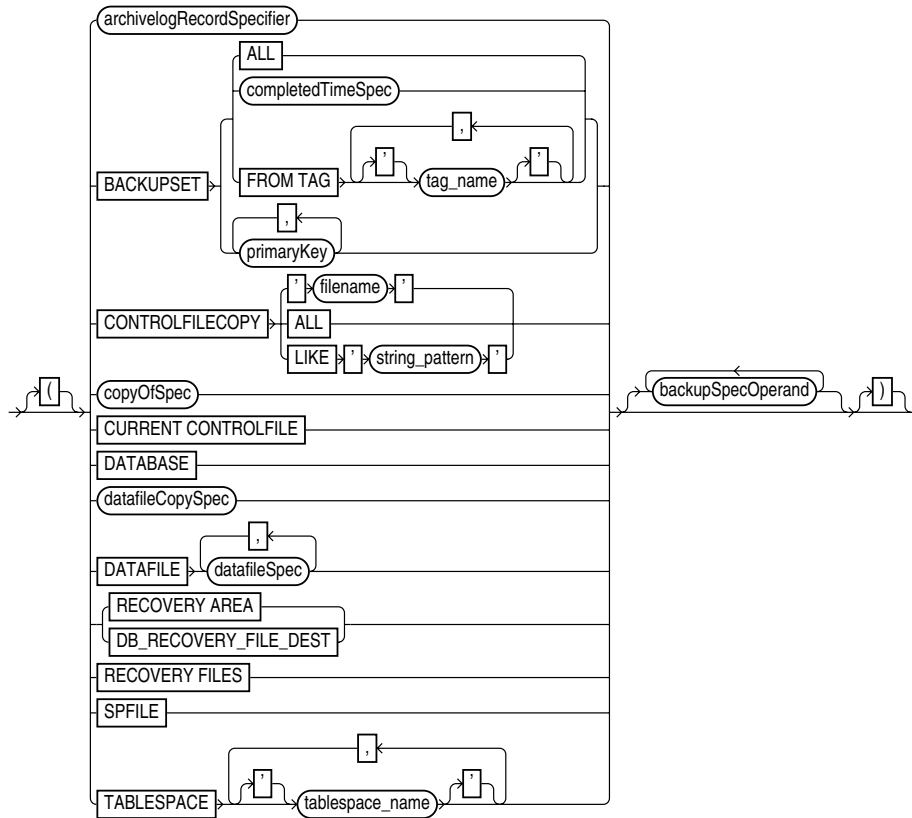 archivelogRecordSpecifier
ALL
completedTimeSpec
,
' '
BACKUPSET FROM TAG tag_name
,
primaryKey
' filename '
CONTROLFILECOPY ALL
LIKE ' string_pattern '
( copyOfSpec backupSpecOperand )
CURRENT CONTROLFILE
DATABASE
datafileCopySpec
,
DATAFILE datafileSpec
RECOVERY AREA
DB_RECOVERY_FILE_DEST
RECOVERY FILES
SPFILE
,
' '
TABLESPACE tablespace_name